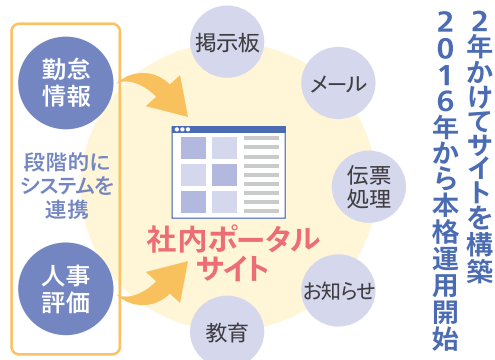 2年かけてサイトを構築
2016年から本格運用開始
掲示板
メール
伝票
処理
お知らせ
教育
勤怠
情報
段階的に
システムを
連携
人事
評価
社内ポータル
サイト